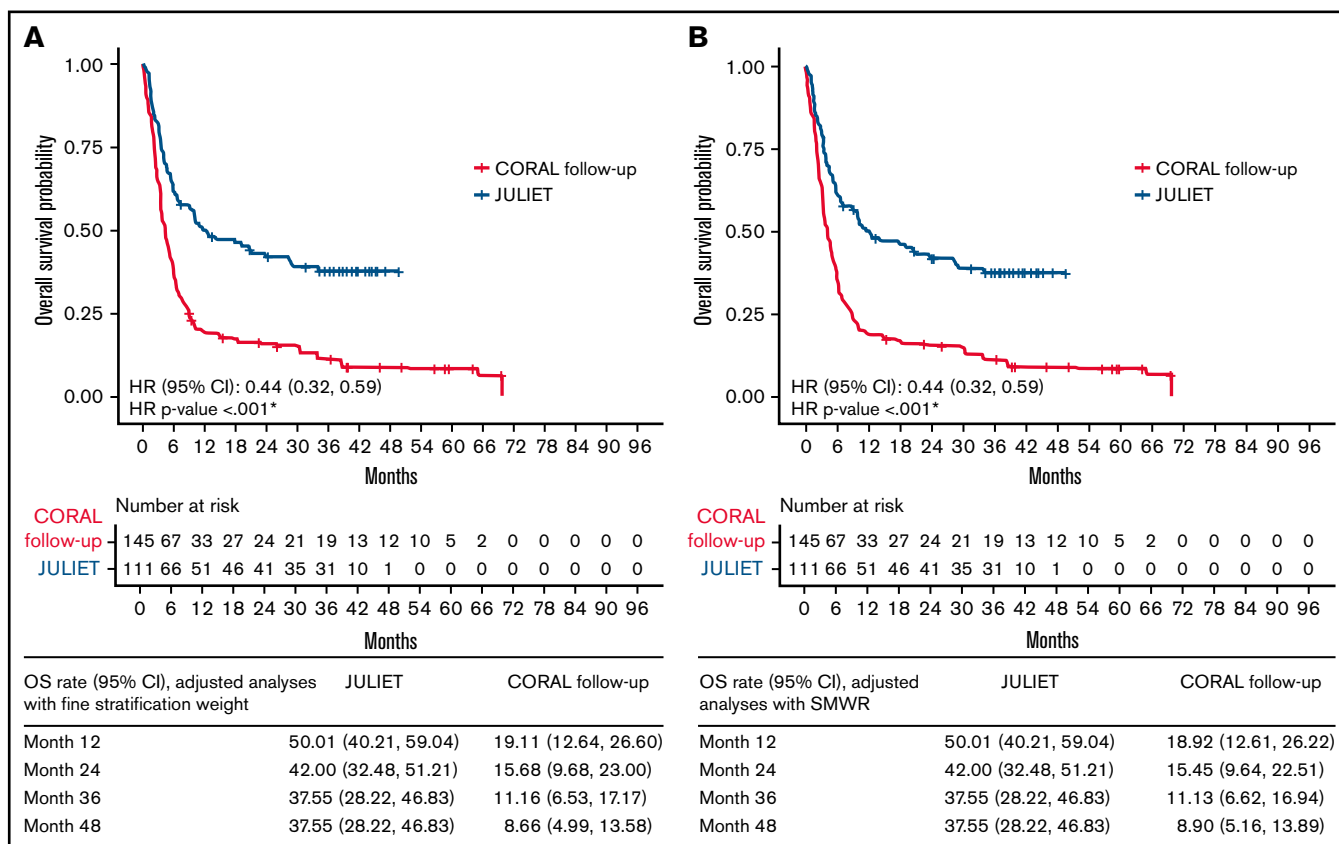 A
1.00
0.75
0.50
0.25
0.00
Overall survival probability
CORAL follow-up
JULIET
HR (95% CI): 0.44 (0.32, 0.59)
HR p-value <.001*
0 6 12 18 24 30 36 42 48 50 54 60 66 72 78 84 90 96
Months
Number at risk
CORAL
follow-up 145 67 33 27 24 21 19 13 12 10 5 2 0 0 0 0 0
JULIET 111 66 51 46 41 35 31 10 1 0 0 0 0 0 0 0 0
0 6 12 18 24 30 36 42 48 54 60 66 72 78 84 90 96
Months
OS rate (95% CI), adjusted analyses
with fine stratification weight
JULIET CORAL follow-up
Month 12 50.01 (40.21, 59.04) 19.11 (12.64, 26.60)
Month 24 42.00 (32.48, 51.21) 15.68 (9.68, 23.00)
Month 36 37.55 (28.22, 46.83) 11.16 (6.53, 17.17)
Month 48 37.55 (28.22, 46.83) 8.66 (4.99, 13.58)
B
1.00
0.75
0.50
0.25
0.00
Overall survival probability
CORAL follow-up
JULIET
HR (95% CI): 0.44 (0.32, 0.59)
HR p-value <.001*
0 6 12 18 24 30 36 42 48 54 60 66 72 78 84 90 96
Months
Number at risk
CORAL
follow-up 145 67 33 27 24 21 19 13 12 10 5 2 0 0 0 0 0
JULIET 111 66 51 46 41 35 31 10 1 0 0 0 0 0 0 0 0
0 6 12 18 24 30 36 42 48 54 60 66 72 78 84 90 96
Months
OS rate (95% CI), adjusted
analyses with SMWR
JULIET CORAL follow-up
Month 12 50.01 (40.21, 59.04) 18.92 (12.61, 26.22)
Month 24 42.00 (32.48, 51.21) 15.45 (9.64, 22.51)
Month 36 37.55 (28.22, 46.83) 11.13 (6.62, 16.94)
Month 48 37.55 (28.22, 46.83) 8.90 (5.16, 13.89)